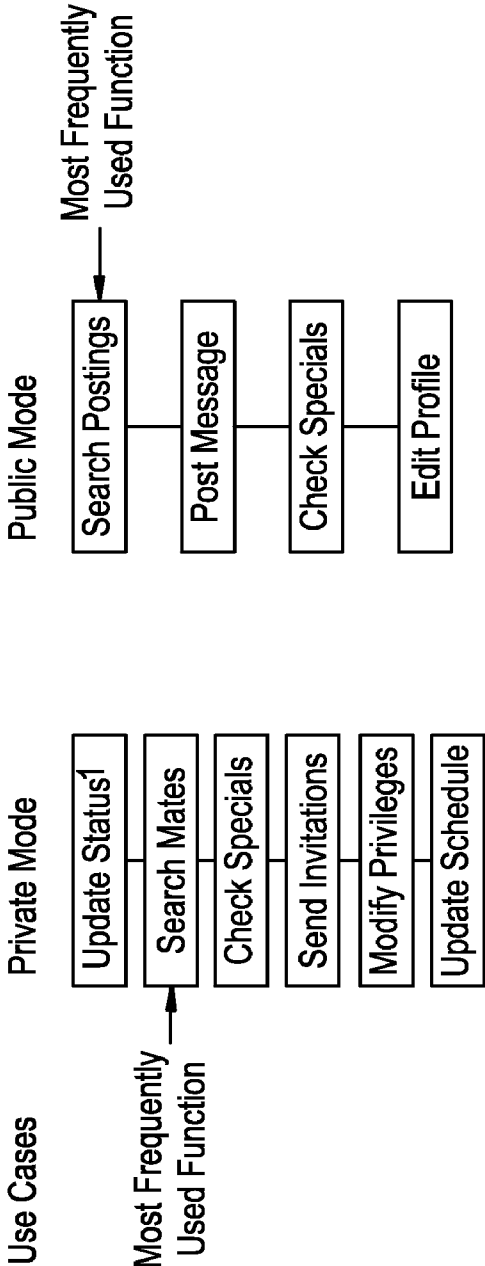 Use Cases
Private Mode
Public Mode
Most Frequently
Used Function
Update Status1
Search Mates
Check Specials
Send Invitations
Modify Privileges
Update Schedule
Search Postings
Post Message
Check Specials
Edit Profile
Most Frequently
Used Function